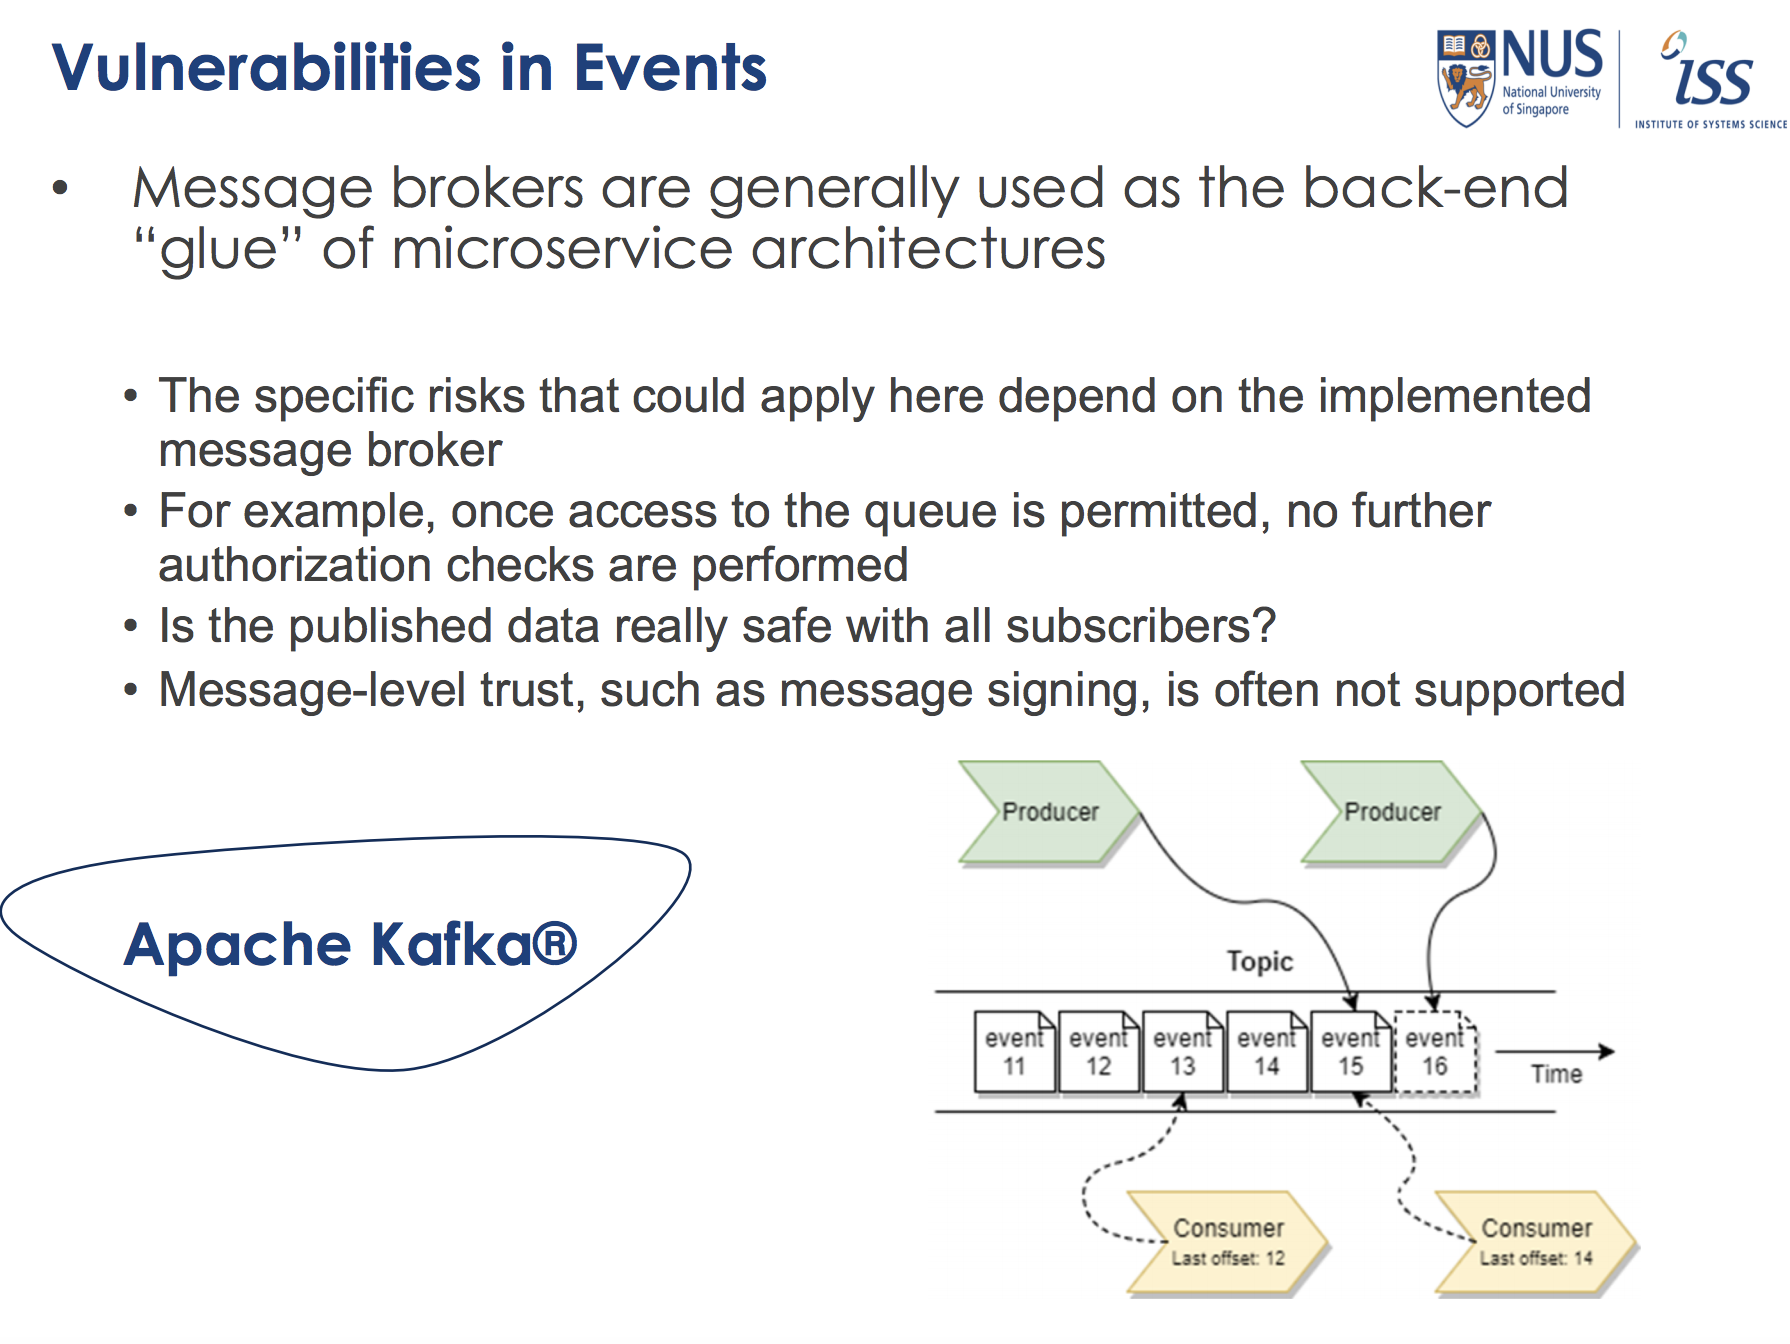 Vulnerabilities in Events
NUS
National University
of Singapore
iss
INSTITUTE OF SYSTEMS SCIENCE
• Message brokers are generally used as the back-end
“glue” of microservice architectures
• The specific risks that could apply here depend on the implemented
message broker
• For example, once access to the queue is permitted, no further
authorization checks are performed
• Is the published data really safe with all subscribers?
• Message-level trust, such as message signing, is often not supported
Apache Kafka®
Producer
Producer
Topic
event
11
event
12
event
13
event
14
event
15
event
16
Time
Consumer
Last offset: 12
Consumer
Last offset: 14